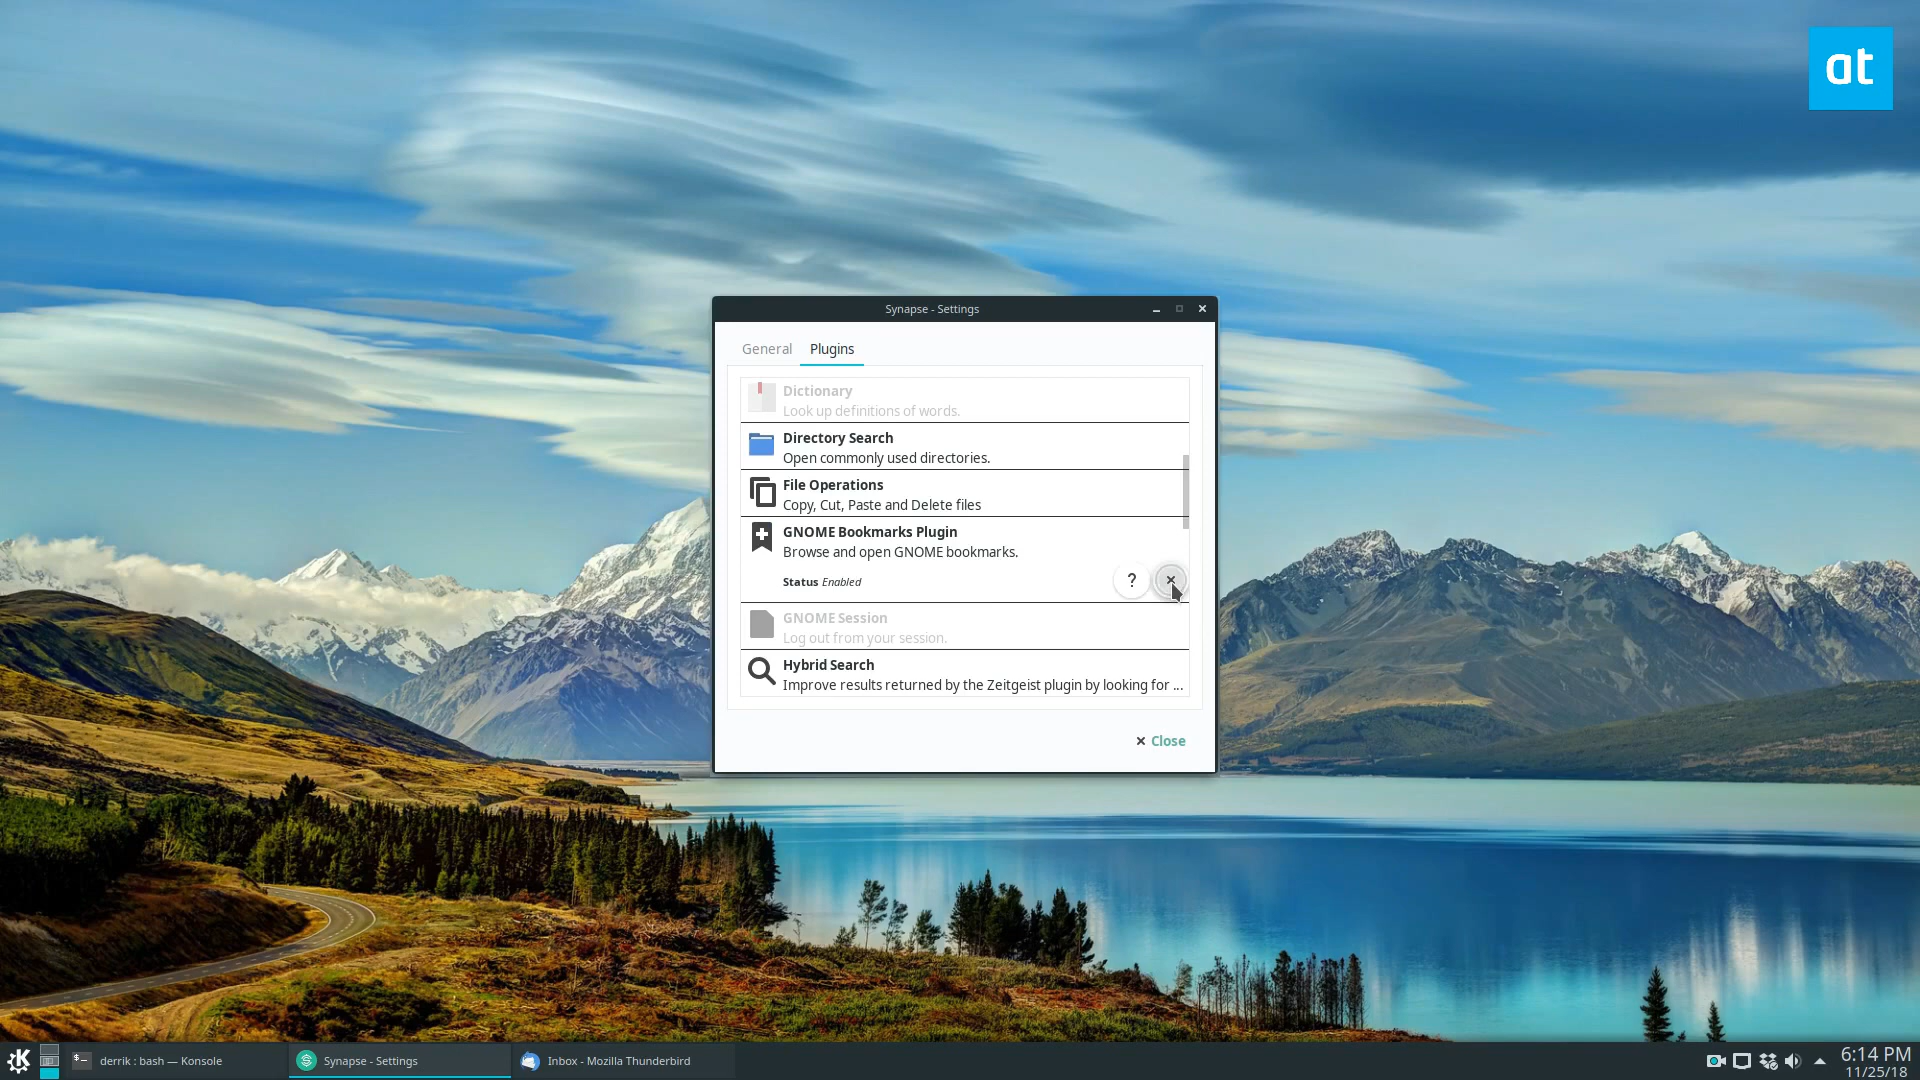 at
Synapse - Settings
General
Plugins
Dictionary
Look up definitions of words.
Directory Search
Open commonly used directories.
File Operations
Copy, Cut, Paste and Delete files
GNOME Bookmarks Plugin
Browse and open GNOME bookmarks.
Status Enabled
?
GNOME Session
Log out from your session.
Hybrid Search
Improve results returned by the Zeitgeist plugin by looking for ...
Close
derrik : bash — Konsole
Synapse - Settings
Inbox - Mozilla Thunderbird
6:14 PM
11/25/18